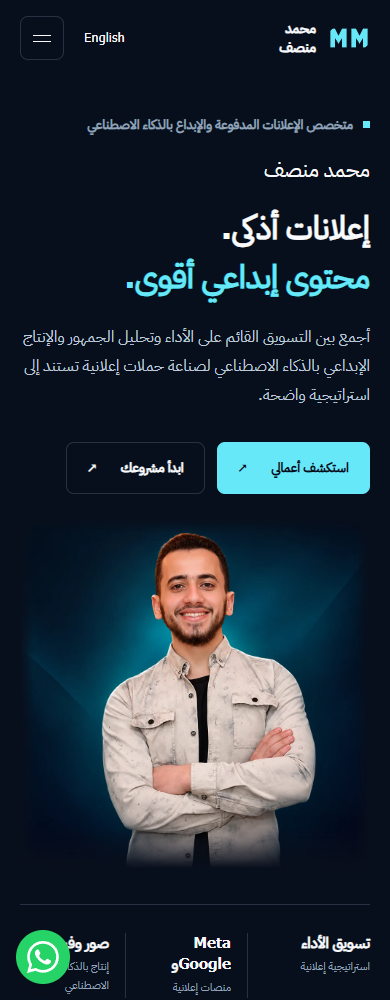 محمد
منصف
MM
English
متخصص الإعلانات المدفوعة والإبداع بالذكاء الاصطناعي
محمد منصف
إعلانات أذكى.
محتوى إبداعي أقوى.
أجمع بين التسويق القائم على الأداء وتحليل الجمهور والإنتاج
الإبداعي بالذكاء الاصطناعي لصناعة حملات إعلانية تستند إلى
استراتيجية واضحة.
استكشف أعمالي ↗
ابدأ مشروعك ↗
تسويق الأداء
استراتيجية إعلانية
Meta
وGoogle
منصات إعلانية
صور
إنتاج
الاصطناعي